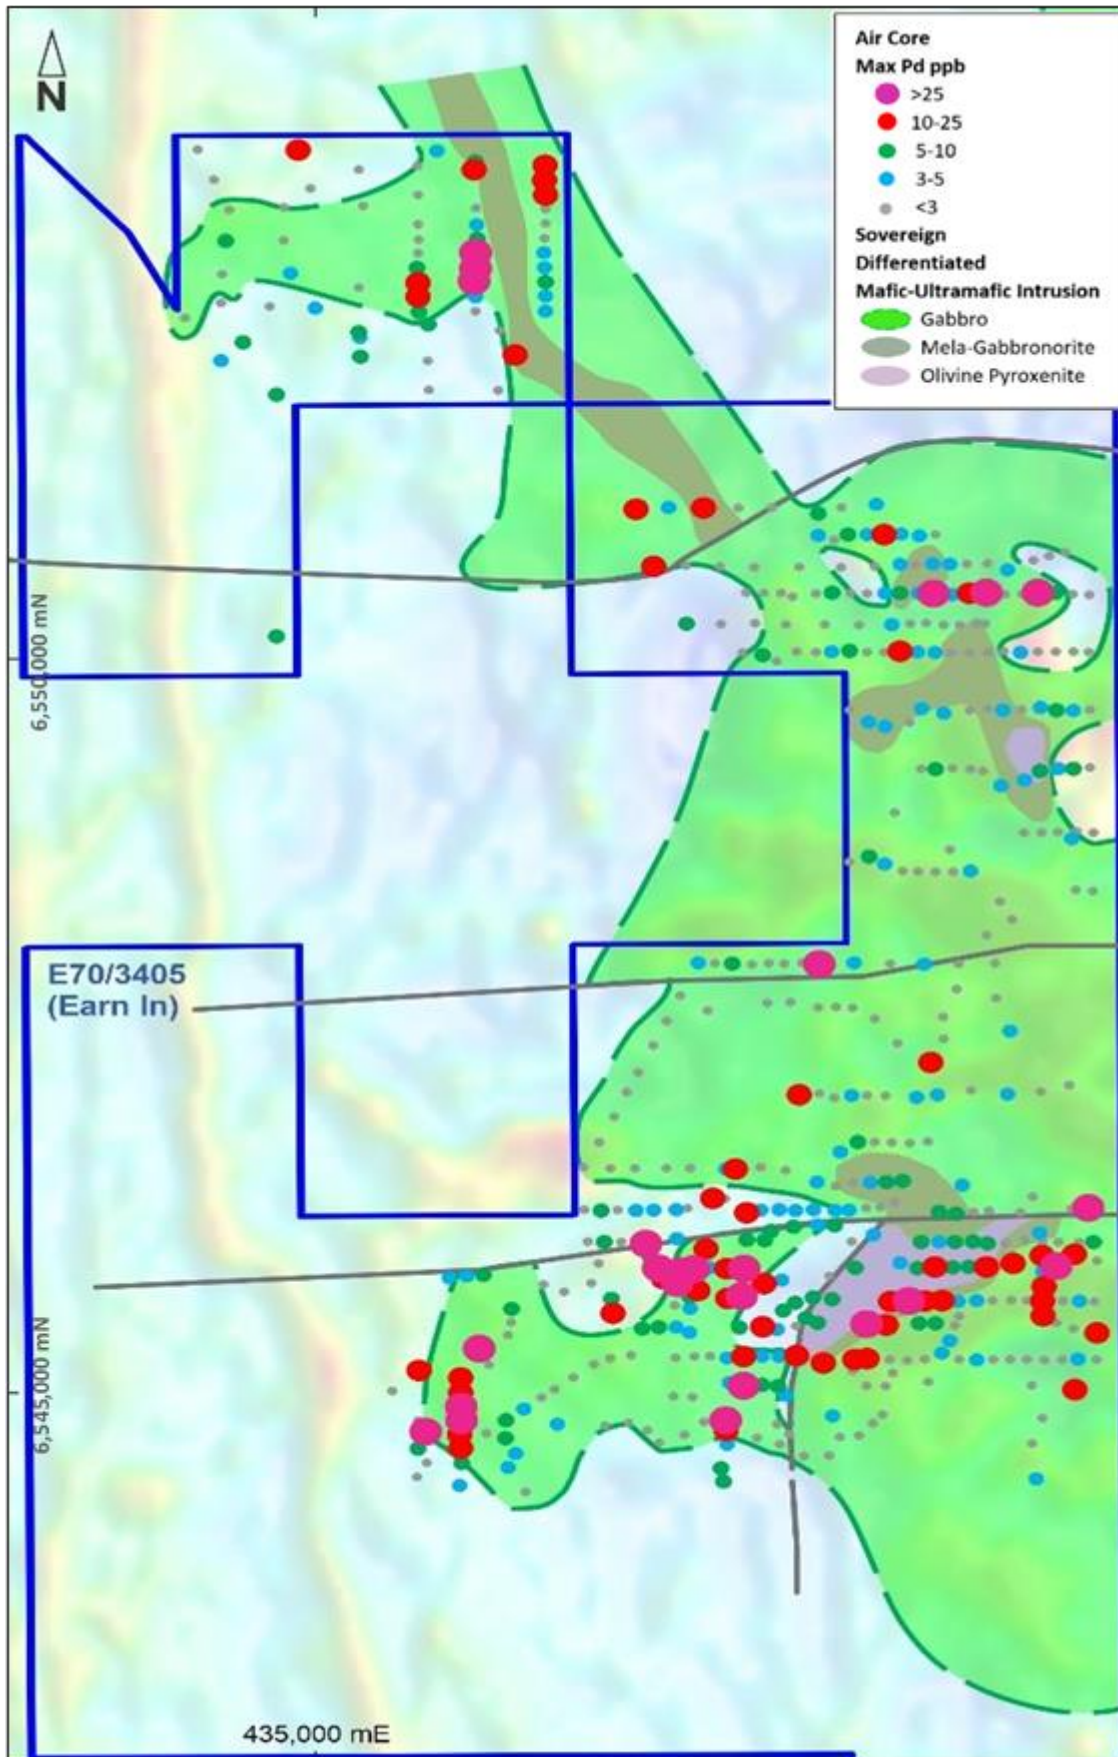 N
Air Core
Max Pd ppb
>25
10-25
5-10
3-5
<3
Sovereign
Differentiated
Mafic-Ultramafic Intrusion
Gabbro
Mela-Gabbronorite
Olivine Pyroxenite
6,550,000 mN
E70/3405
(Earn In)
6,545,000 mN
435,000 mE